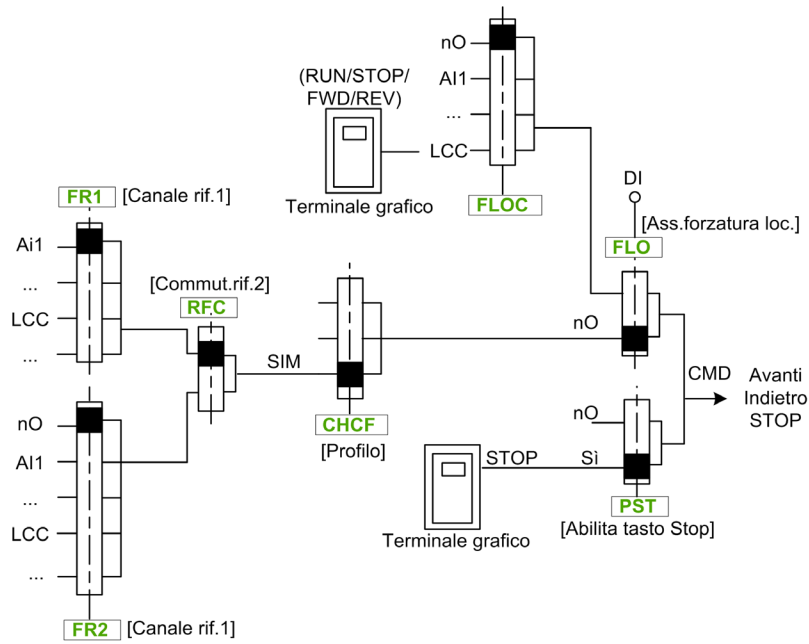 nO
AI1
...
LCC
FLOC
(RUN/STOP/
FWD/REV)
Terminale grafico
DI
[Ass.forzatura loc.]
FLO
nO
FR1 [Canale rif.1]
Ai1
...
LCC
...
[Commut.rif.2]
RFC
SIM
CHCF
[Profilo]
nO
AI1
...
LCC
...
FR2 [Canale rif.1]
CMD
Avanti
Indietro
STOP
nO
STOP
Sì
PST
[Abilita tasto Stop]
Terminale grafico